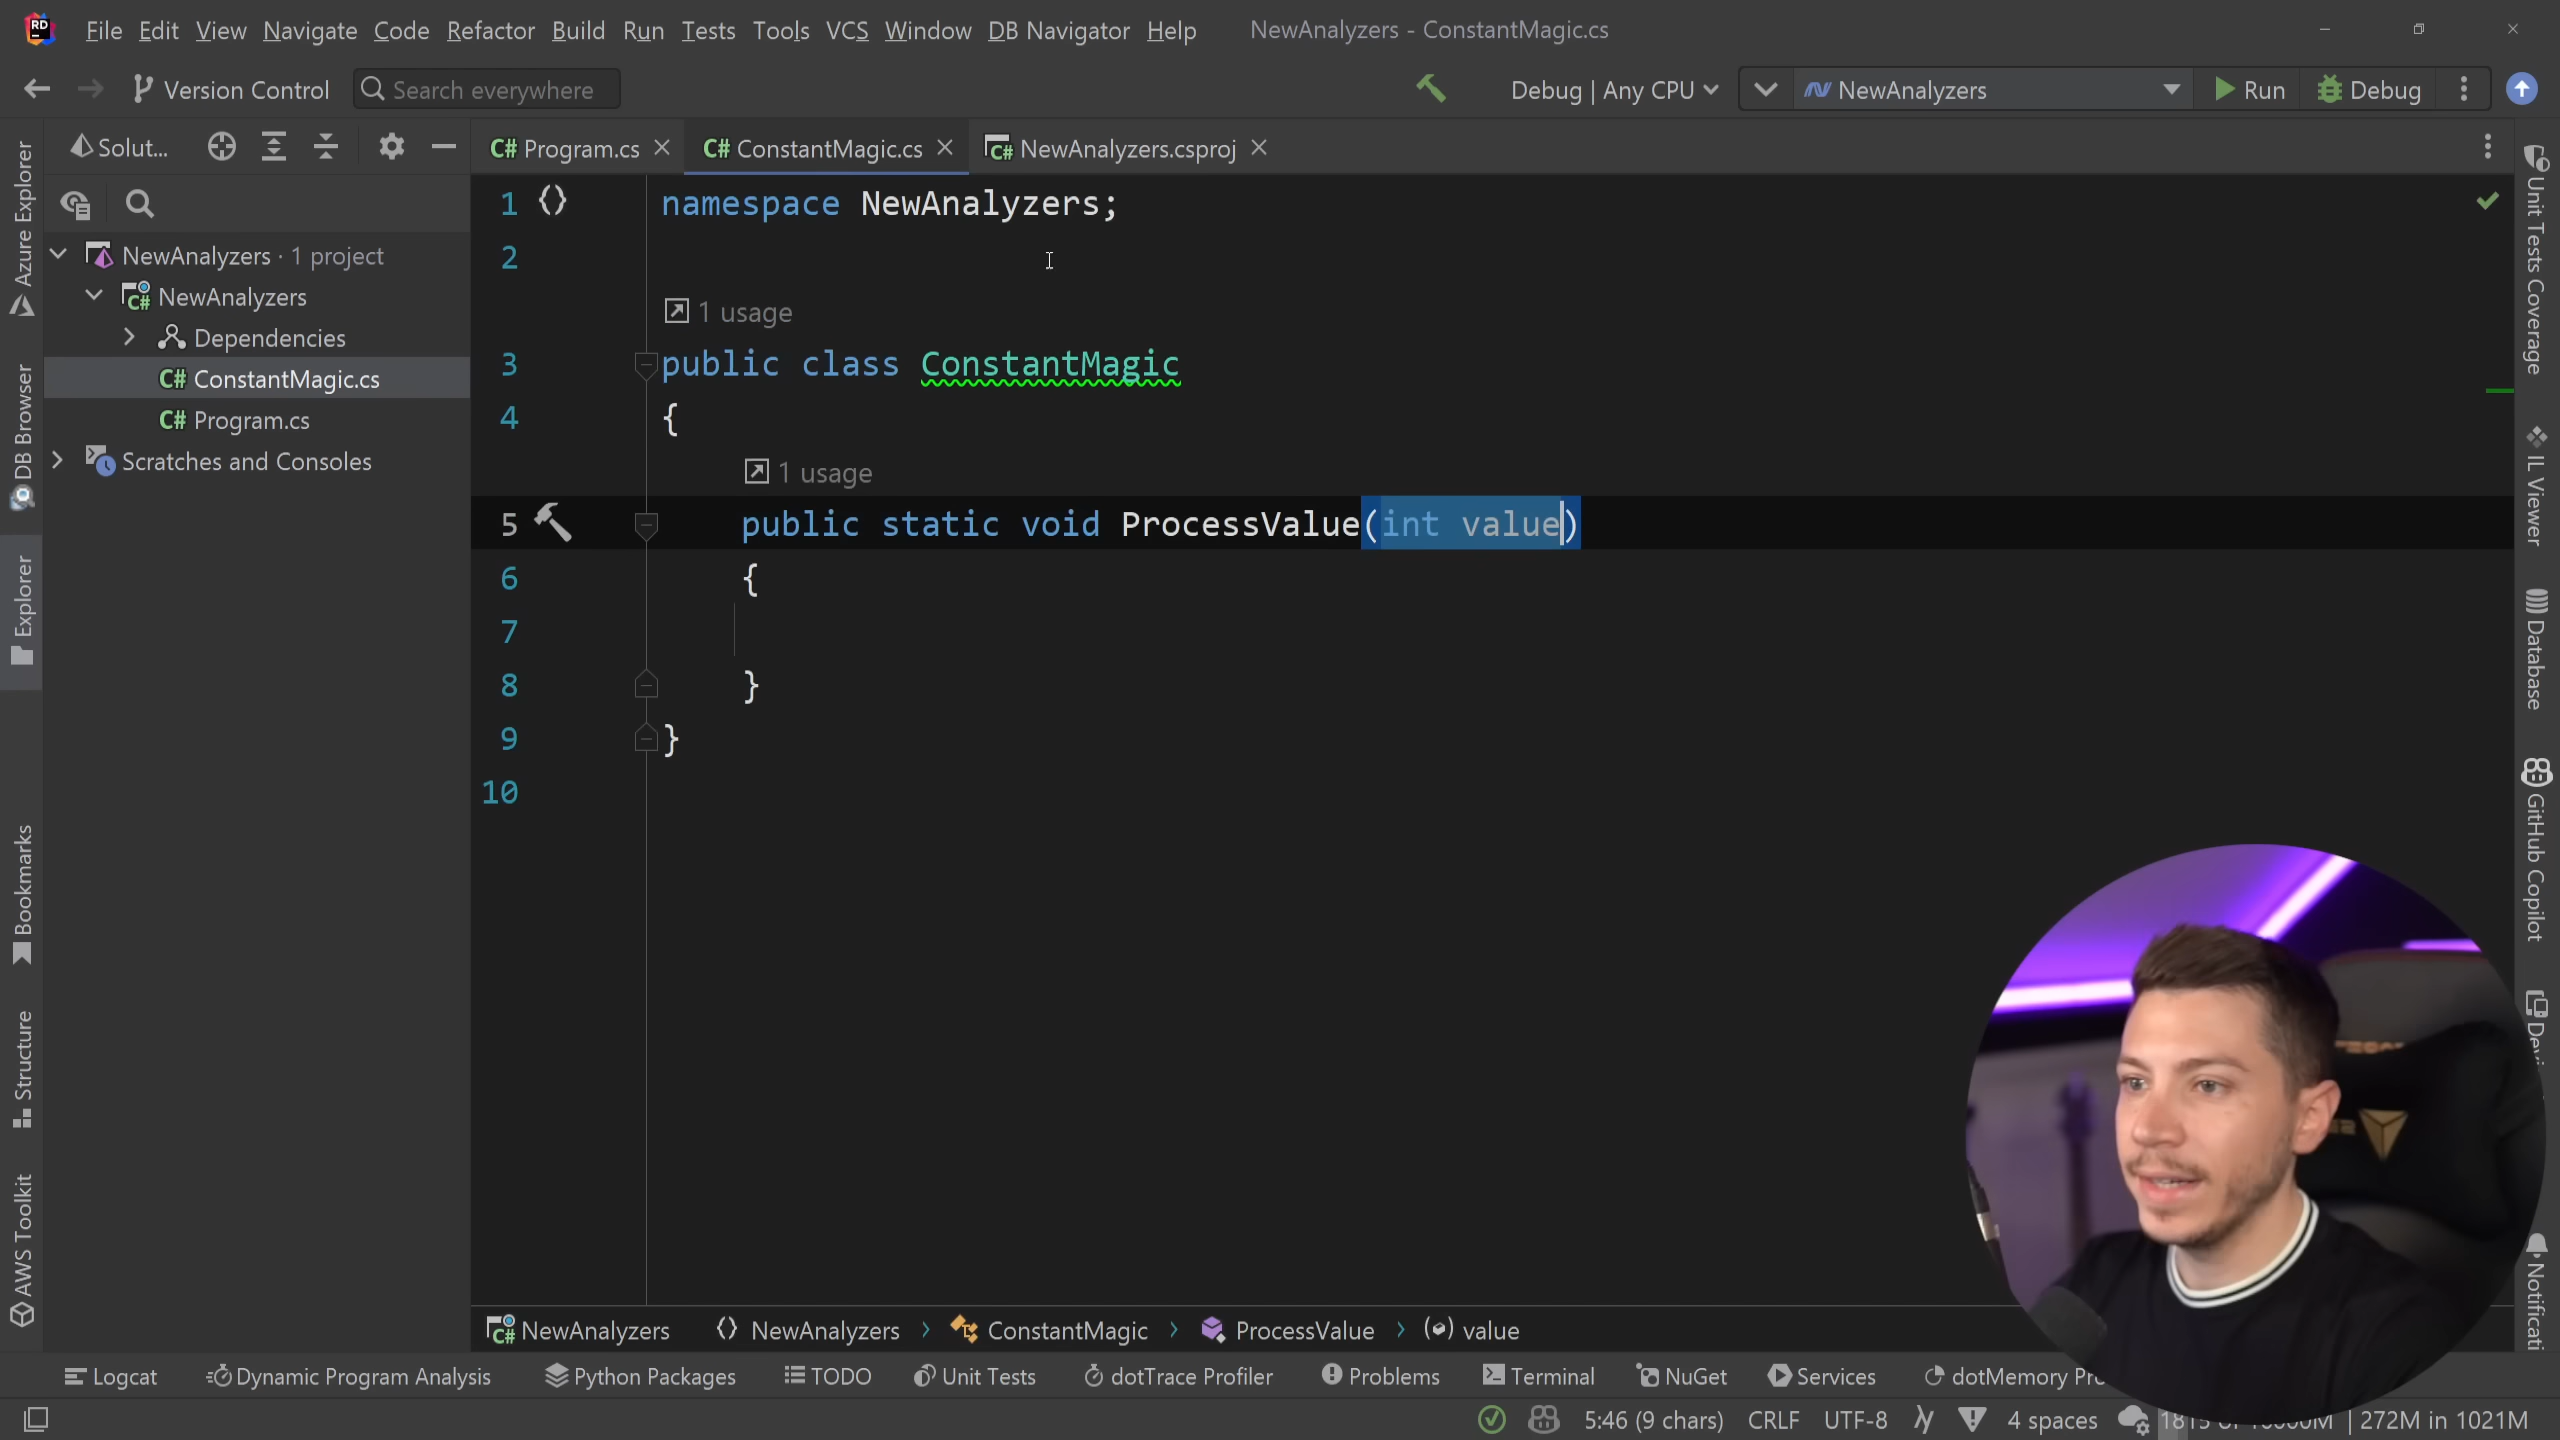 File Edit View Navigate Code Refactor Build Run Tests Tools VCS Window DB Navigator Help NewAnalyzers - ConstantMagic.cs
Version Control Search everywhere Debug | Any CPU NewAnalyzers Run Debug
Solut...
Program.cs ConstantMagic.cs NewAnalyzers.csproj
NewAnalyzers · 1 project
NewAnalyzers
Dependencies
C# ConstantMagic.cs
C# Program.cs
Scratches and Consoles
1 namespace NewAnalyzers;
2
1 usage
3 public class ConstantMagic
4 {
1 usage
5 public static void ProcessValue(int value)
6 {
7
8 }
9 }
10
Azure Explorer
DB Browser
Explorer
Bookmarks
Structure
AWS Toolkit
Unit Tests Coverage
IL Viewer
Database
GitHub Copilot
Notificati
NewAnalyzers NewAnalyzers ConstantMagic ProcessValue value
Logcat Dynamic Program Analysis Python Packages TODO Unit Tests dotTrace Profiler Problems Terminal NuGet Services dotMemory Pro
5:46 (9 chars) CRLF UTF-8 4 spaces 272M in 1021M